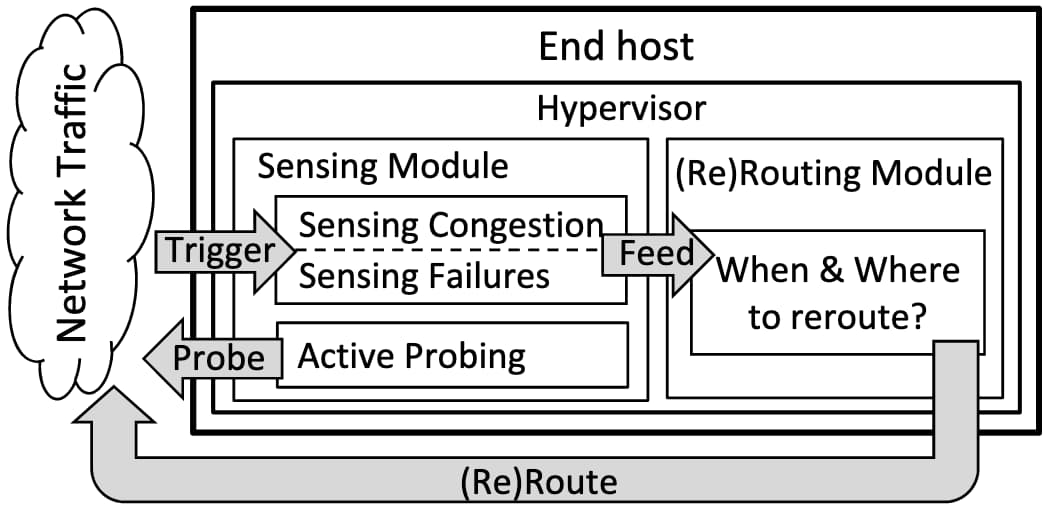 End host
Hypervisor
Network Traffic
Sensing Module
Sensing Congestion
Sensing Failures
Trigger
Active Probing
Probe
Feed
(Re)Routing Module
When & Where
to reroute?
(Re)Route